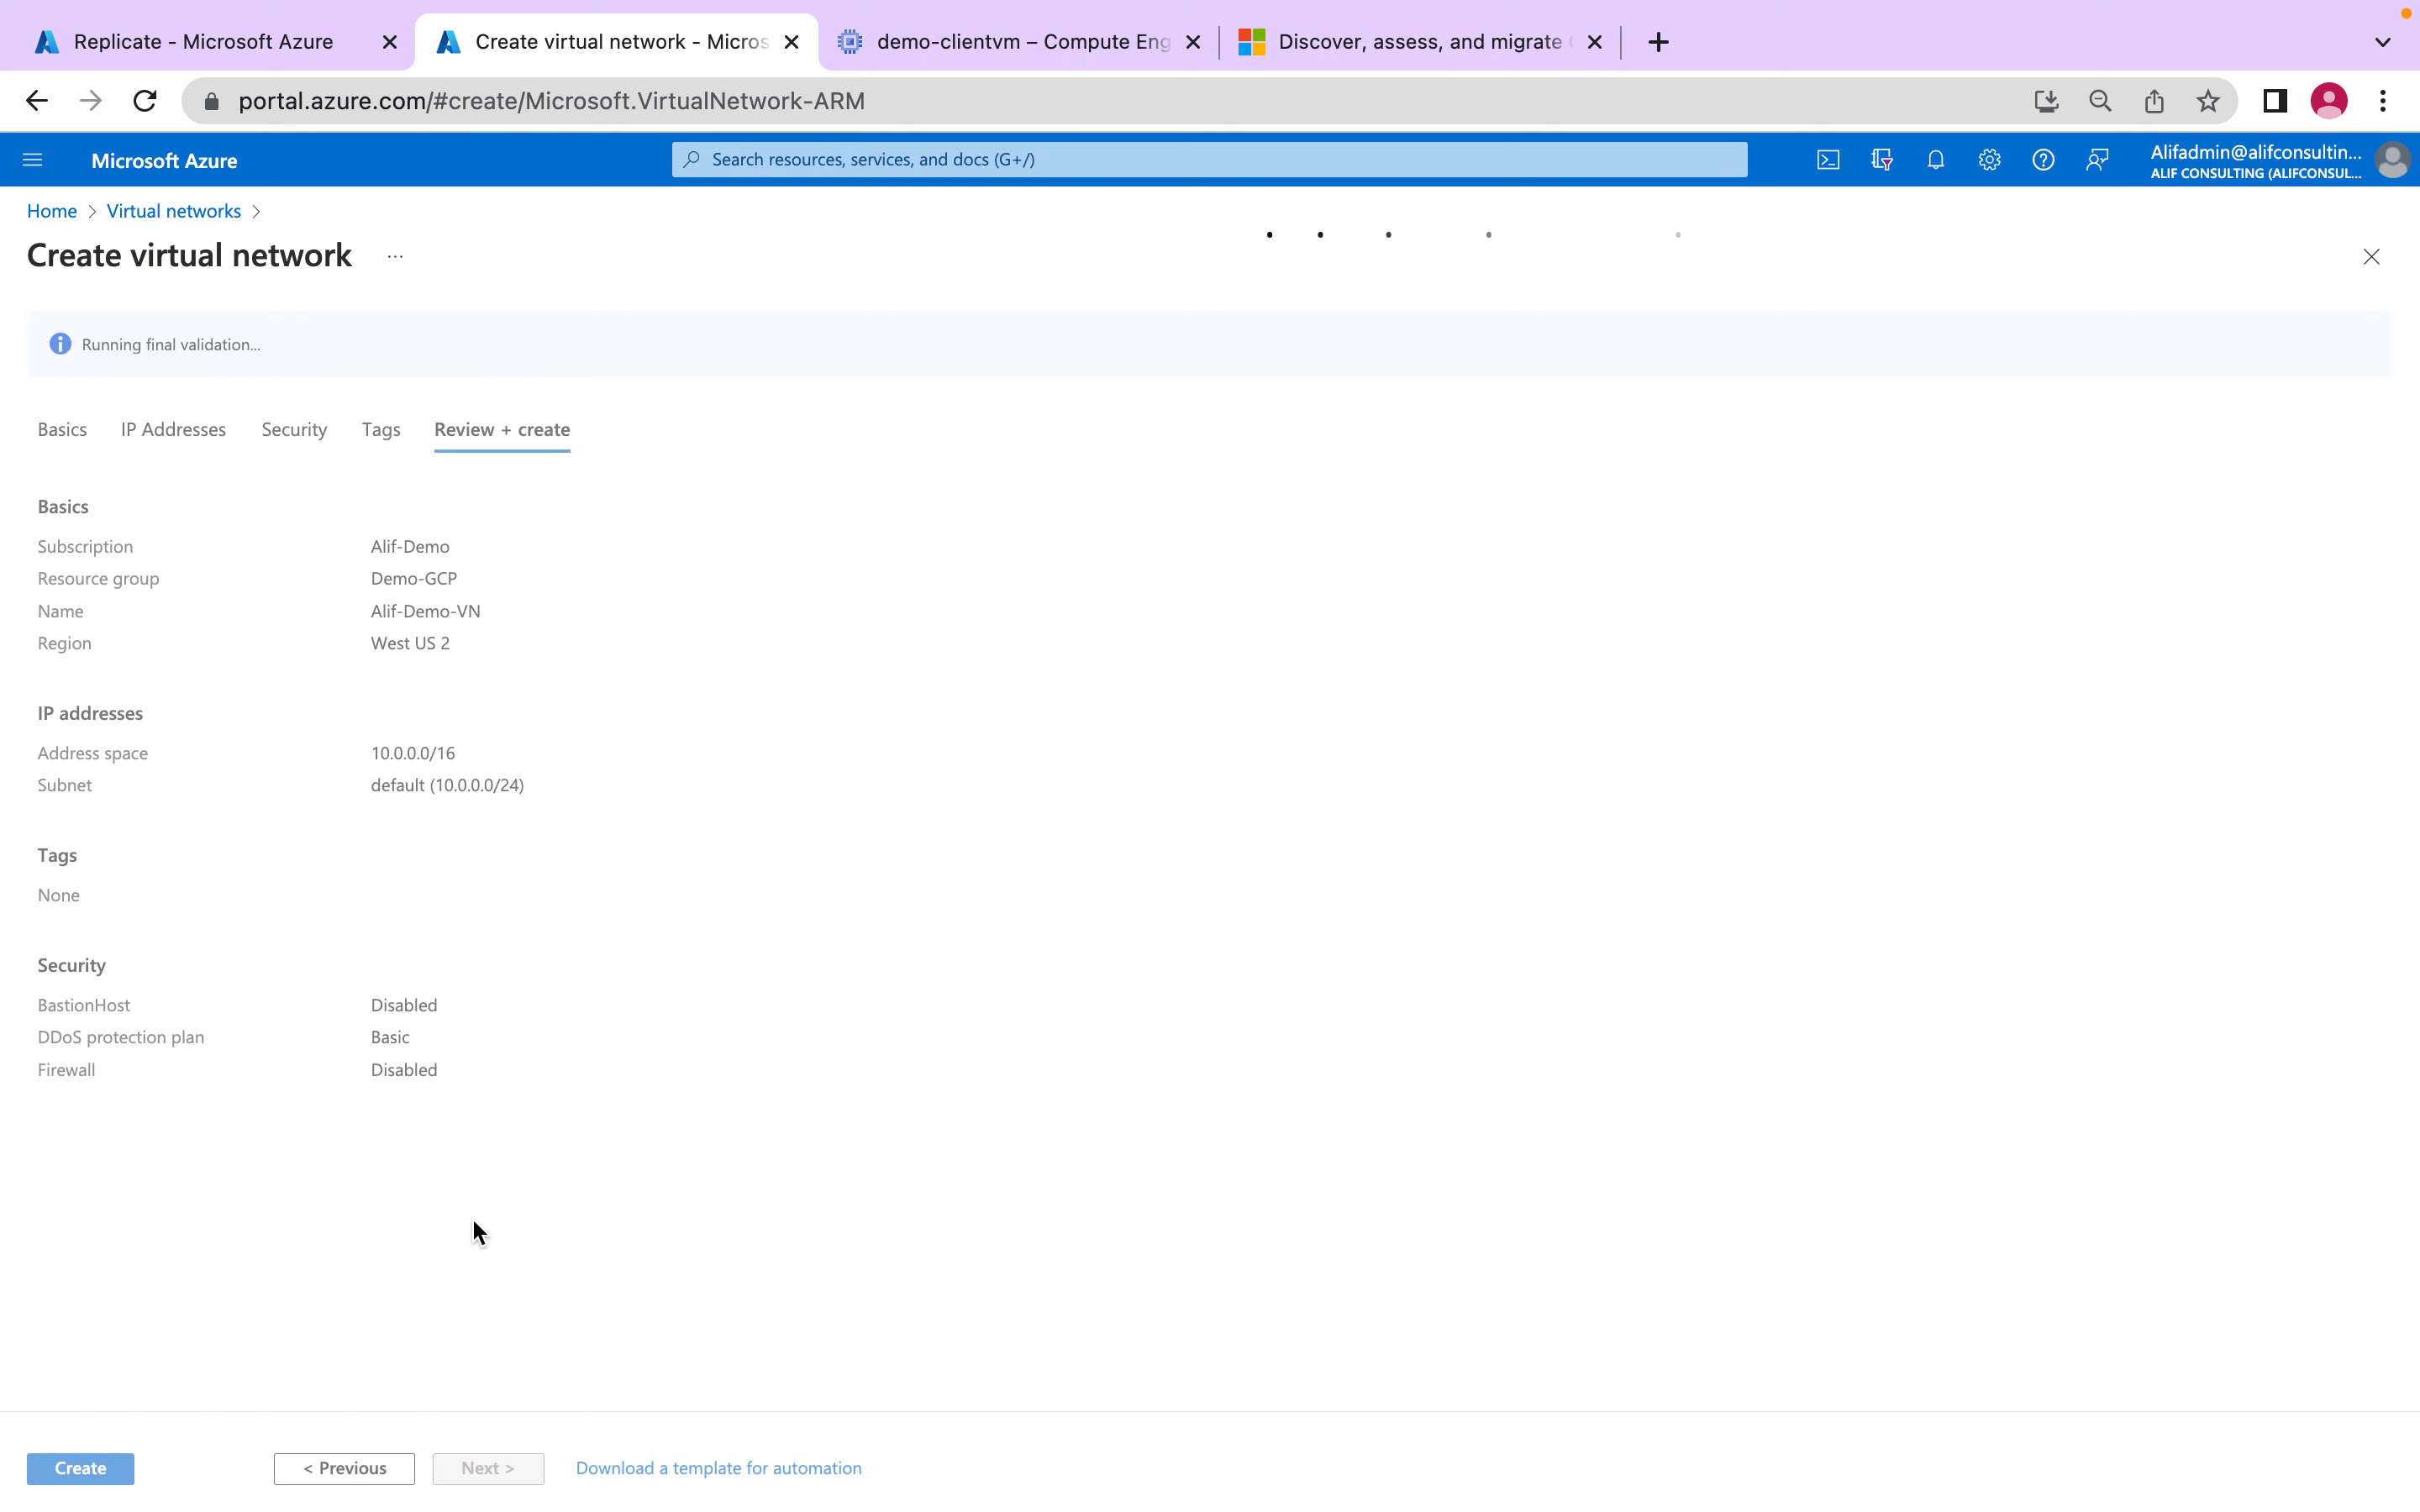 Replicate - Microsoft Azure
Create virtual network - Micros
demo-clientvm – Compute Eng
Discover, assess, and migrate
portal.azure.com/#create/Microsoft.VirtualNetwork-ARM
Microsoft Azure
Search resources, services, and docs (G+/)
Alifadmin@alifconsultin...
ALIF CONSULTING (ALIFCONSUL...
Home > Virtual networks >
Create virtual network ...
Running final validation...
Basics IP Addresses Security Tags Review + create
Basics
Subscription Alif-Demo
Resource group Demo-GCP
Name Alif-Demo-VN
Region West US 2
IP addresses
Address space 10.0.0.0/16
Subnet default (10.0.0.0/24)
Tags
None
Security
BastionHost Disabled
DDoS protection plan Basic
Firewall Disabled
Create < Previous Next > Download a template for automation